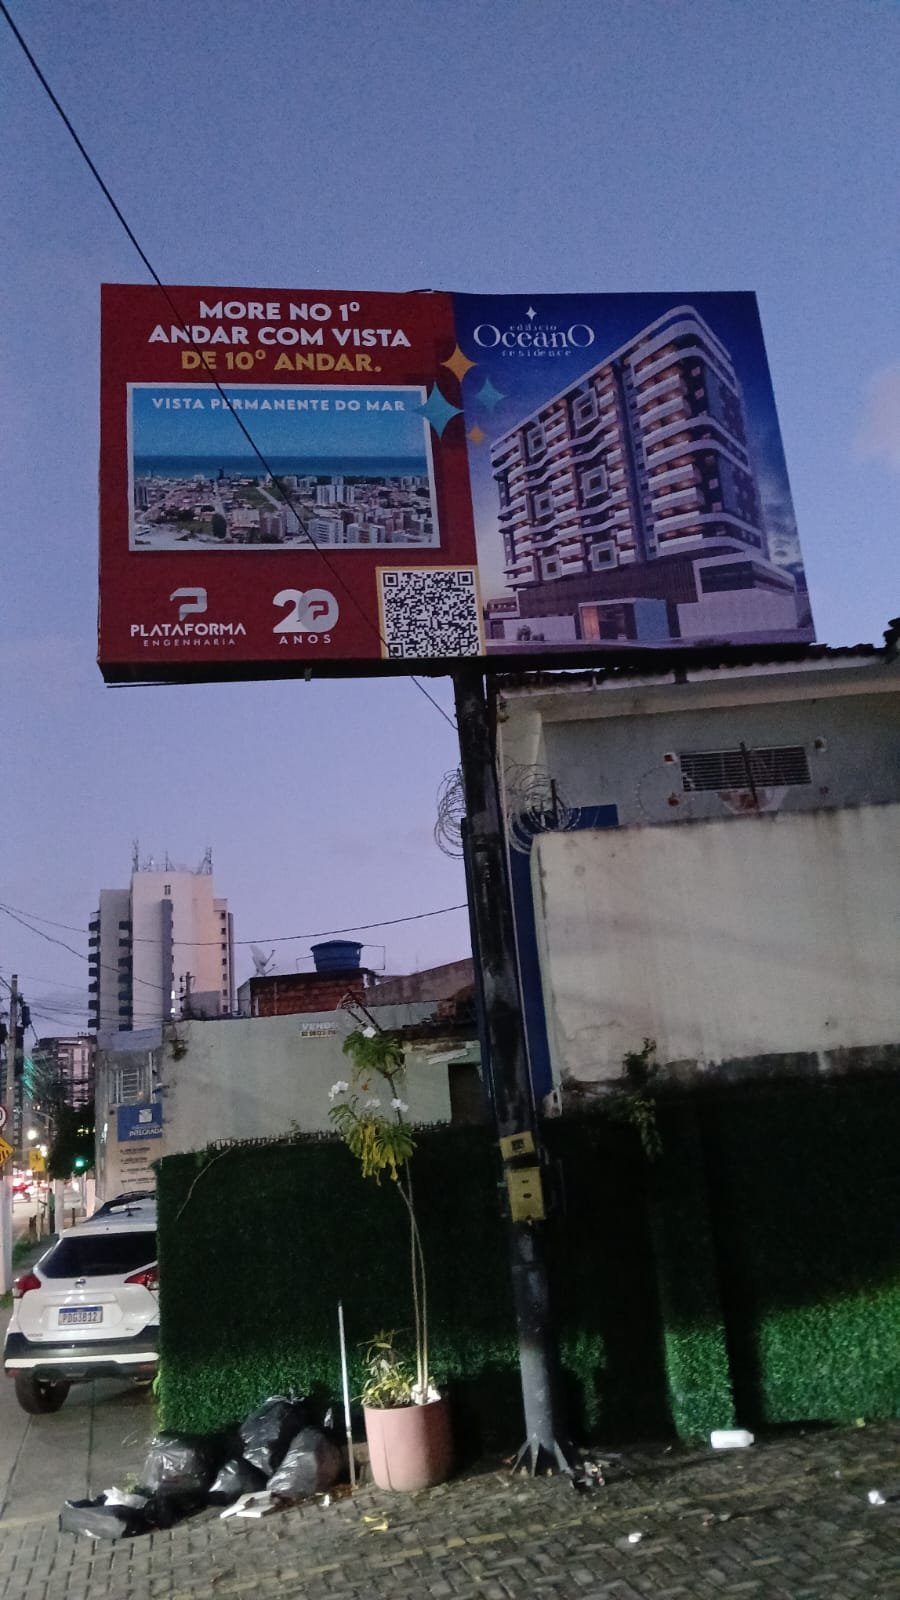 MORE NO 1º
ANDAR COM VISTA
DE 10º ANDAR.
VISTA PERMANENTE DO MAR
PLATAFORMA
ENGENHARIA
20
ANOS
edifício
OceanO
residence
INTEGRADA